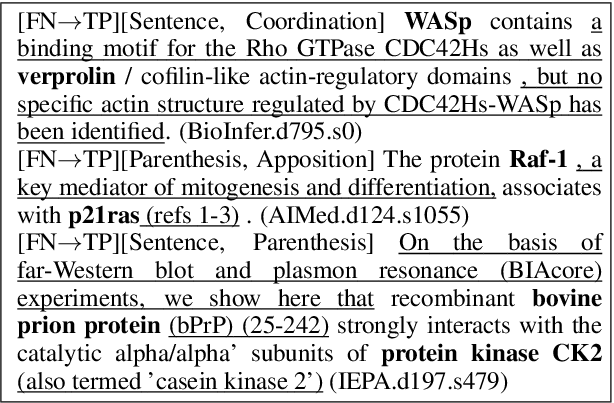 [FN→TP][Sentence, Coordination] WASp contains a
binding motif for the Rho GTPase CDC42Hs as well as
verprolin / cofilin-like actin-regulatory domains , but no
specific actin structure regulated by CDC42Hs-WASp has
been identified. (BioInfer.d795.s0)
[FN→TP][Parenthesis, Apposition] The protein Raf-1 , a
key mediator of mitogenesis and differentiation, associates
with p21ras (refs 1-3) . (AIMed.d124.s1055)
[FN→TP][Sentence, Parenthesis] On the basis of
far-Western blot and plasmon resonance (BIAcore)
experiments, we show here that recombinant bovine
prion protein (bPrP) (25-242) strongly interacts with the
catalytic alpha/alpha' subunits of protein kinase CK2
(also termed 'casein kinase 2') (IEPA.d197.s479)